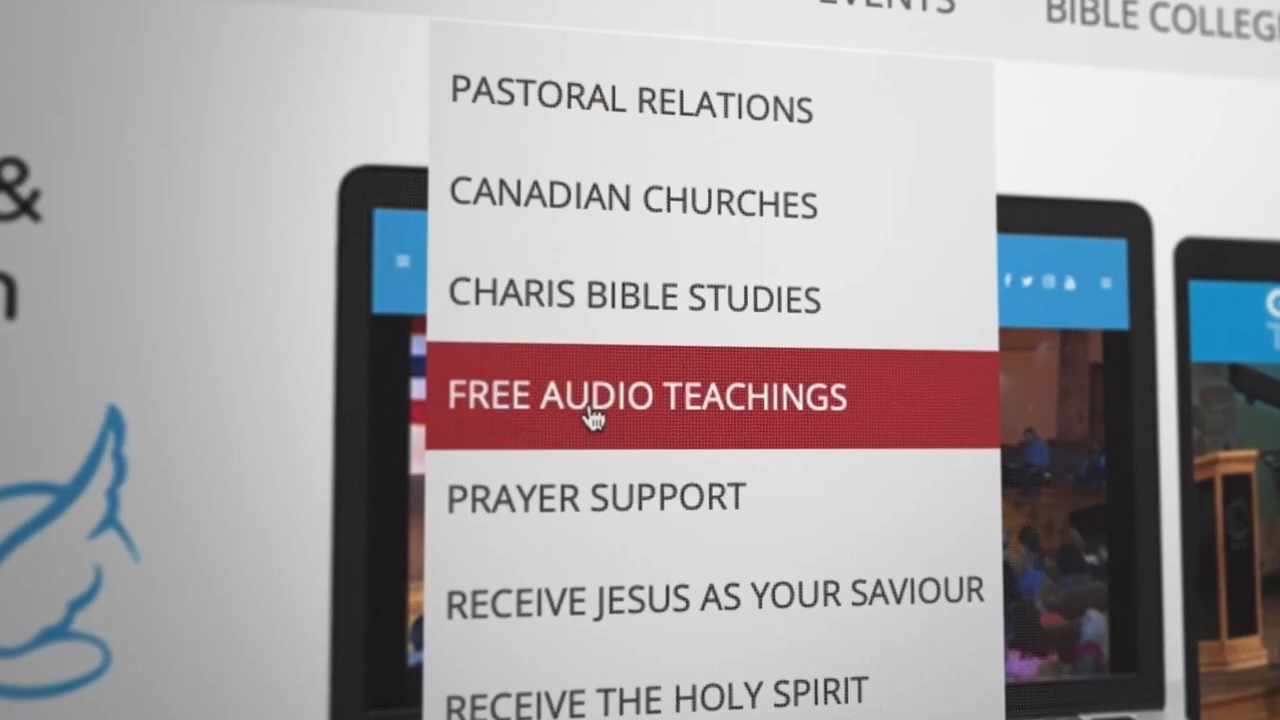 EVENTS
BIBLE COLLEGE
PASTORAL RELATIONS
CANADIAN CHURCHES
CHARIS BIBLE STUDIES
FREE AUDIO TEACHINGS
PRAYER SUPPORT
RECEIVE JESUS AS YOUR SAVIOUR
RECEIVE THE HOLY SPIRIT
&